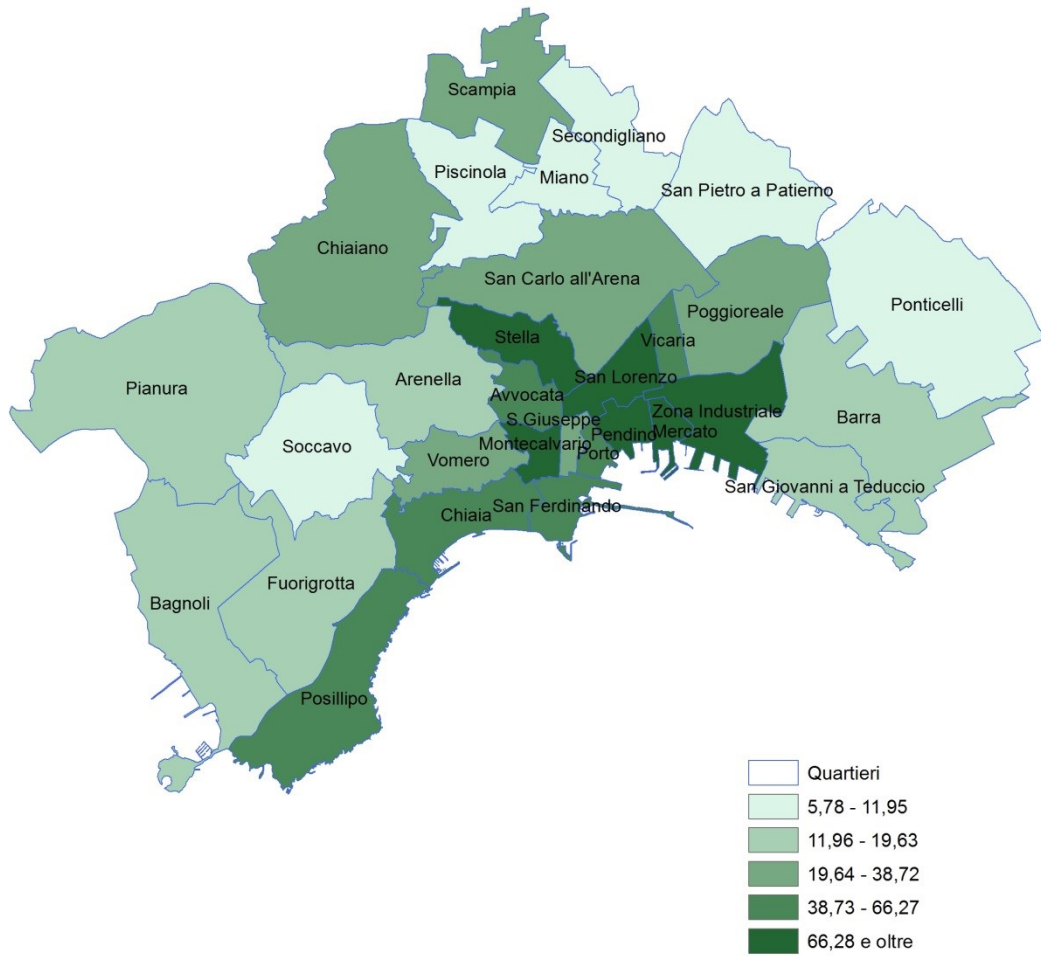 Scampia
Secondigliano
Piscinola
Miano
San Pietro a Patierno
Chiaiano
San Carlo all'Arena
Ponticelli
Poggioreale
Stella
Vicaria
Pianura
Arenella
San Lorenzo
Avvocata
Zona Industriale
Barra
S.Giuseppe
Pendino
Mercato
Soccavo
Montecalvario
Porto
Vomero
San Giovanni a Teduccio
Chiaia
San Ferdinando
Fuorigrotta
Bagnoli
Posillipo
Quartieri
5,78 - 11,95
11,96 - 19,63
19,64 - 38,72
38,73 - 66,27
66,28 e oltre